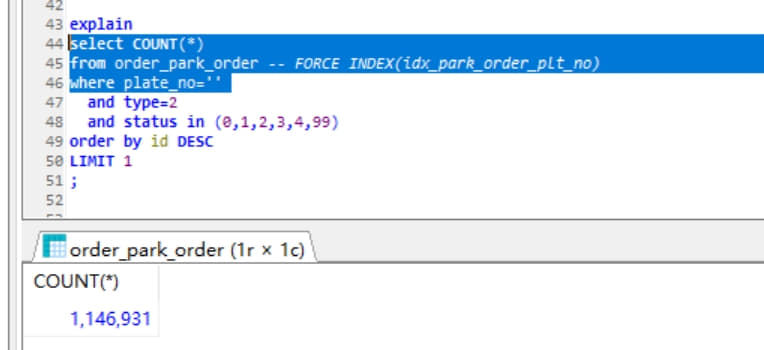 42
43 explain
44 select COUNT(*)
45 from order_park_order -- FORCE INDEX(idx_park_order_plt_no)
46 where plate_no=''
47 and type=2
48 and status in (0,1,2,3,4,99)
49 order by id DESC
50 LIMIT 1
51 ;
52
order_park_order (1r × 1c)
COUNT(*)
1,146,931